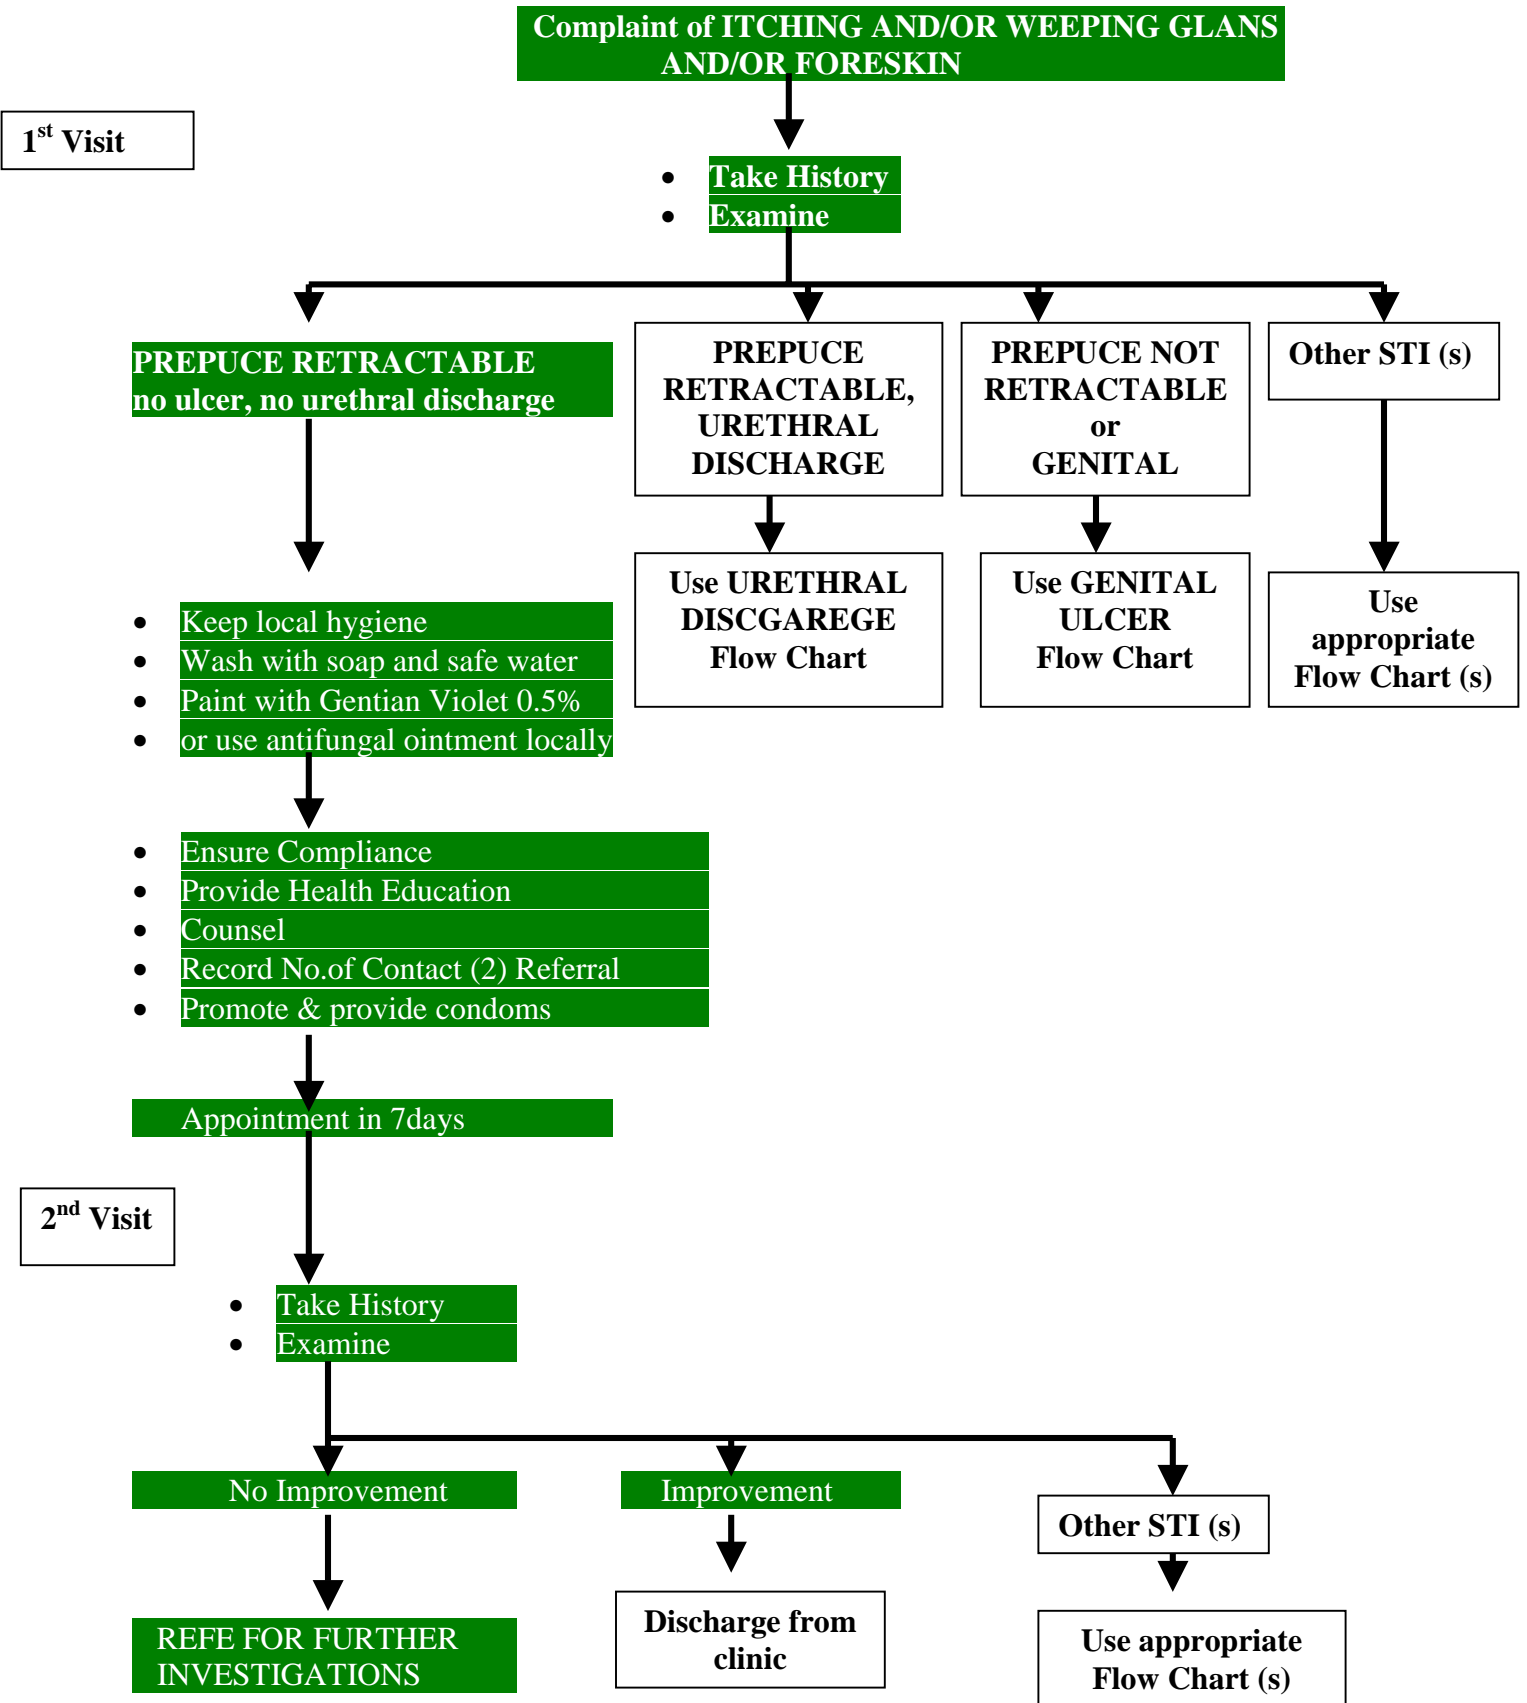 Complaint of ITCHING AND/OR WEEPING GLANS
AND/OR FORESKIN
1st Visit
• Take History
• Examine
PREPUCE RETRACTABLE
no ulcer, no urethral discharge
PREPUCE
RETRACTABLE,
URETHRAL
DISCHARGE
PREPUCE NOT
RETRACTABLE
or
GENITAL
Other STI (s)
Use URETHRAL
DISCGAREGE
Flow Chart
Use GENITAL
ULCER
Flow Chart
Use
appropriate
Flow Chart (s)
• Keep local hygiene
• Wash with soap and safe water
• Paint with Gentian Violet 0.5%
• or use antifungal ointment locally
• Ensure Compliance
• Provide Health Education
• Counsel
• Record No.of Contact (2) Referral
• Promote & provide condoms
Appointment in 7days
2nd Visit
• Take History
• Examine
No Improvement
Improvement
Other STI (s)
REFE FOR FURTHER
INVESTIGATIONS
Discharge from
clinic
Use appropriate
Flow Chart (s)